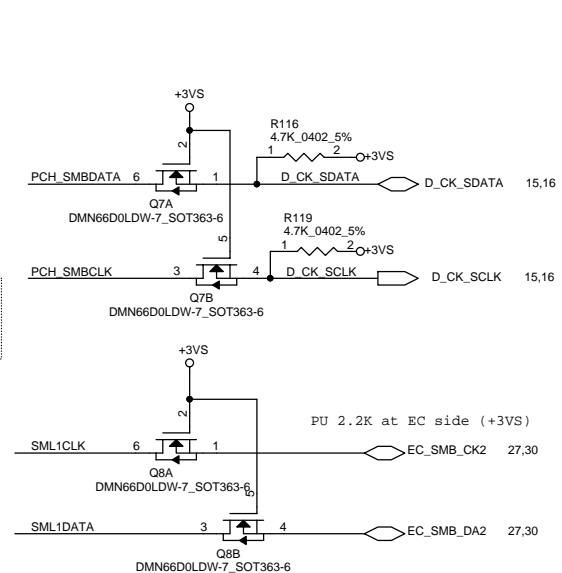 +3VS
2
R116
4.7K_0402_5%
1 2 +3VS
PCH_SMBDATA 6 1 D_CK_SDATA D_CK_SDATA 15,16
Q7A
DMN66D0LDW-7_SOT363-6
5
R119
4.7K_0402_5%
1 2 +3VS
PCH_SMBCLK 3 4 D_CK_SCLK D_CK_SCLK 15,16
Q7B
DMN66D0LDW-7_SOT363-6
+3VS
2
PU 2.2K at EC side (+3VS)
SML1CLK 6 1 EC_SMB_CK2 27,30
Q8A
DMN66D0LDW-7_SOT363-6
5
SML1DATA 3 4 EC_SMB_DA2 27,30
Q8B
DMN66D0LDW-7_SOT363-6